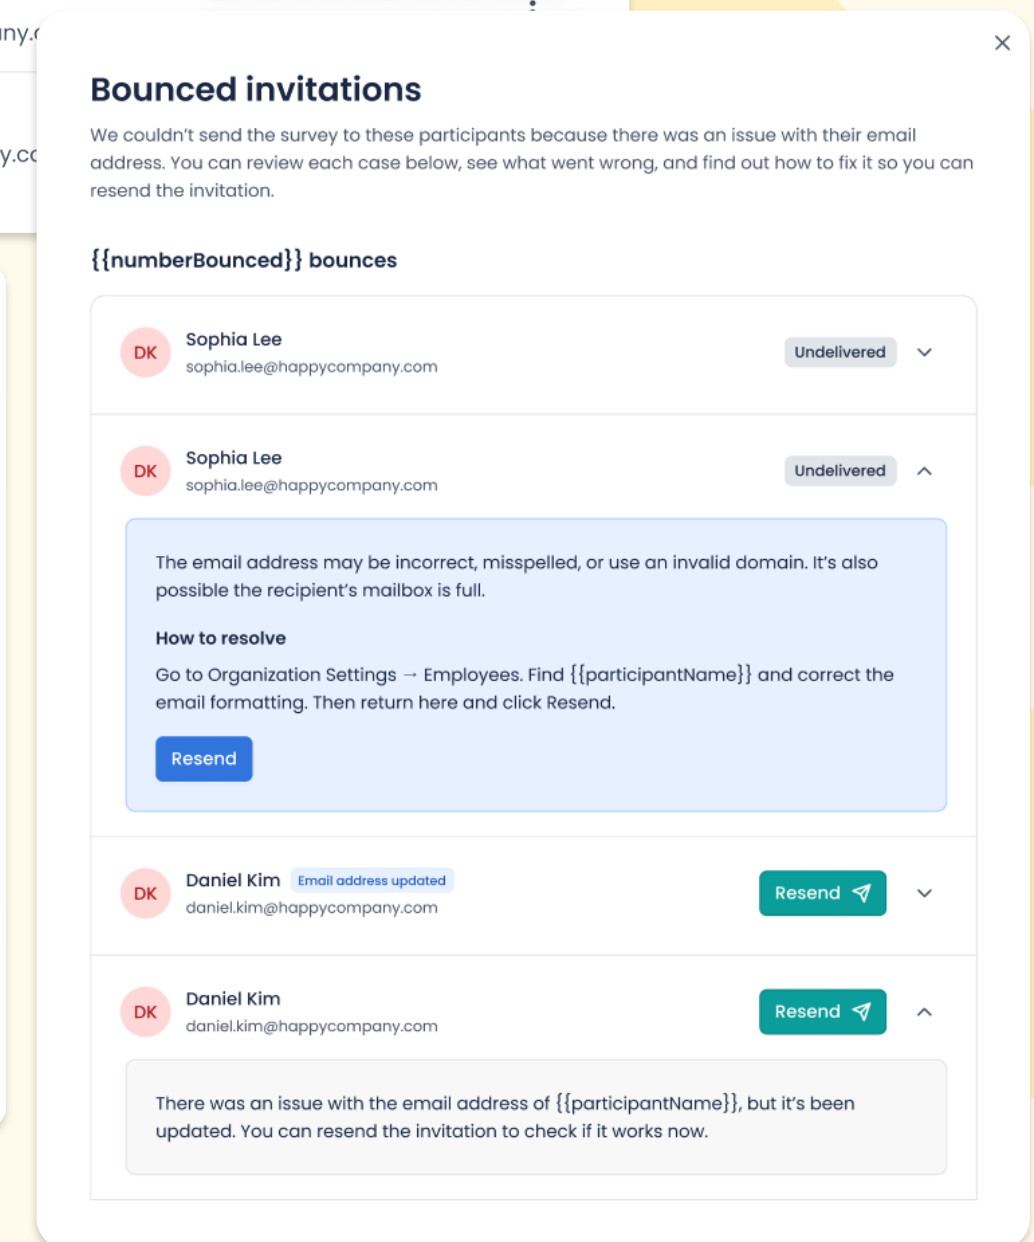 Bounced invitations
We couldn't send the survey to these participants because there was an issue with their email
address. You can review each case below, see what went wrong, and find out how to fix it so you can
resend the invitation.
{{numberBounced}} bounces
DK
Sophia Lee
sophia.lee@happycompany.com
Undelivered
DK
Sophia Lee
sophia.lee@happycompany.com
Undelivered
The email address may be incorrect, misspelled, or use an invalid domain. It's also
possible the recipient's mailbox is full.
How to resolve
Go to Organization Settings → Employees. Find {{participantName}} and correct the
email formatting. Then return here and click Resend.
Resend
DK
Daniel Kim
Email address updated
daniel.kim@happycompany.com
Resend
DK
Daniel Kim
daniel.kim@happycompany.com
Resend
There was an issue with the email address of {{participantName}}, but it's been
updated. You can resend the invitation to check if it works now.